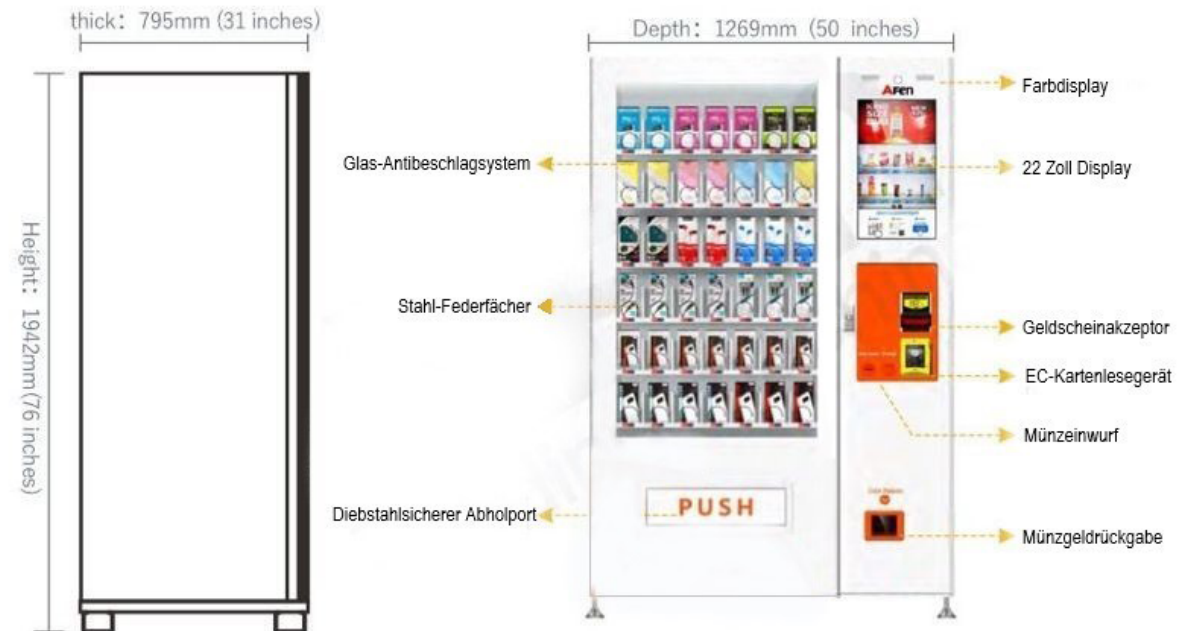 thick: 795mm (31 inches)
Depth: 1269mm (50 inches)
Height: 1942mm (76 inches)
Farbdisplay
AFen
Glas-Antibeschlagsystem
22 Zoll Display
Stahl-Federfächer
Geldscheinakzeptor
EC-Kartenlesegerät
Münzeinwurf
Diebstahlsicherer Abholport
PUSH
Münzgeldrückgabe